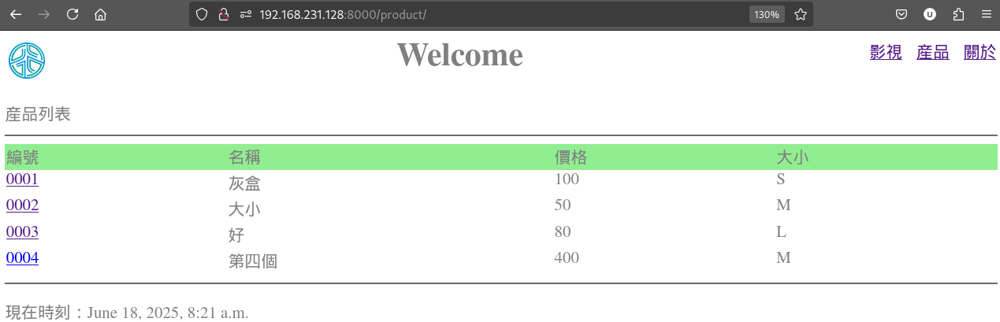 192.168.231.128:8000/product/ 130% U
Welcome 影視 産品 關於
産品列表
編號 名稱 價格 大小
0001 灰盒 100 S
0002 大小 50 M
0003 好 80 L
0004 第四個 400 M
現在時刻：June 18, 2025, 8:21 a.m.